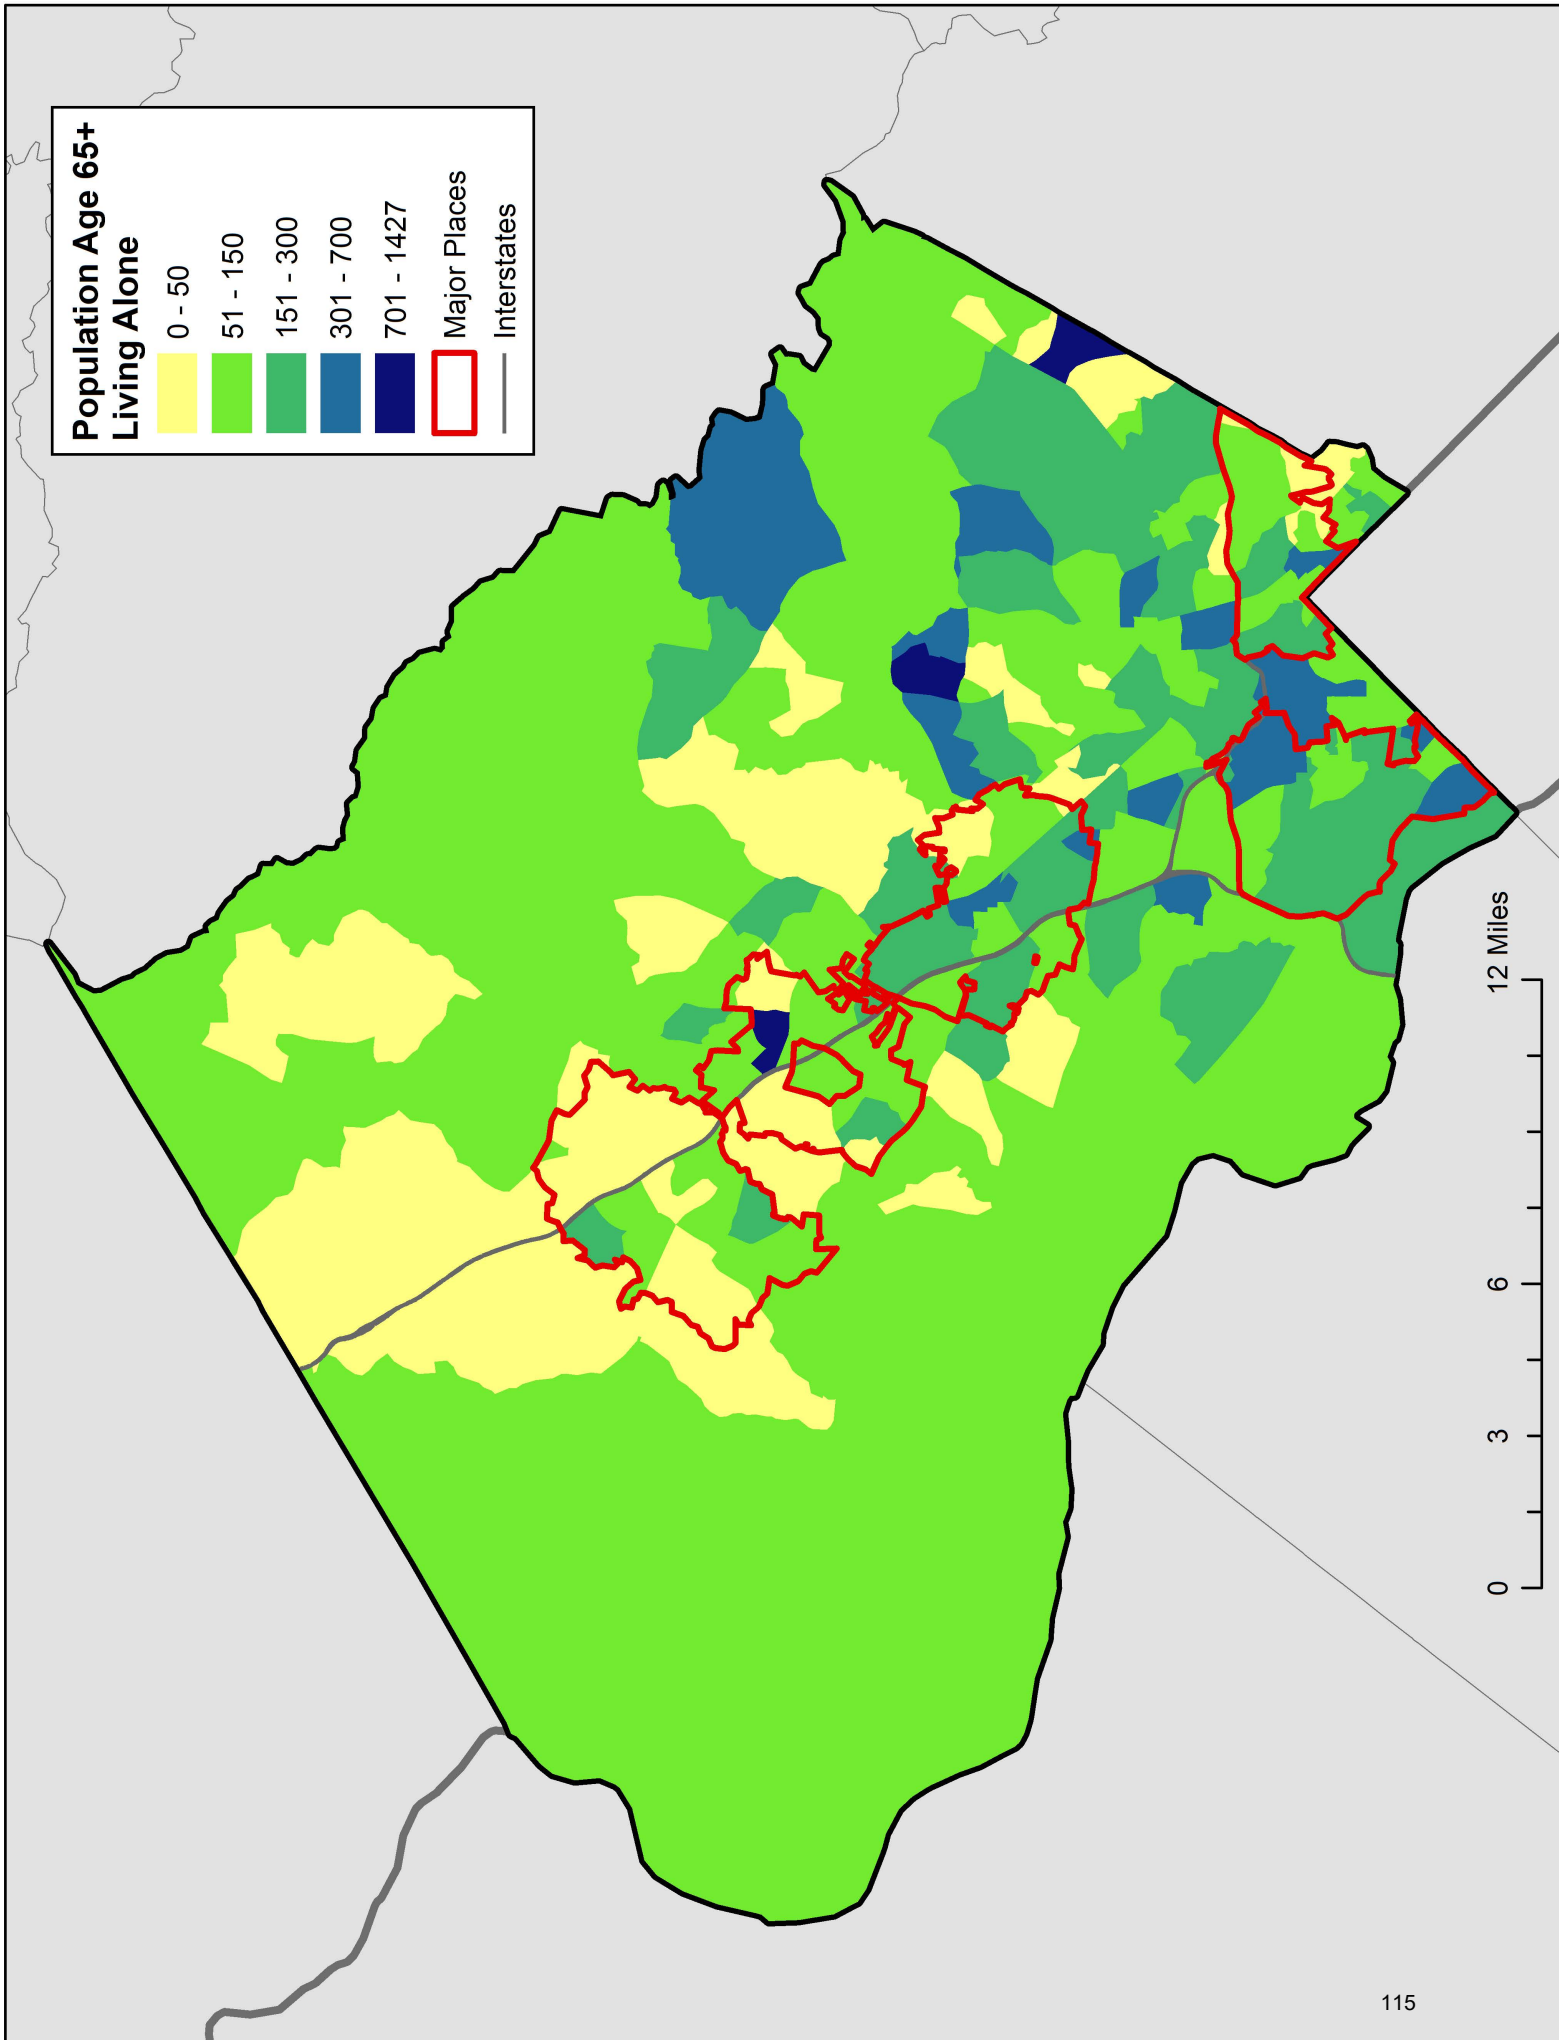 Population Age 65+
Living Alone
0 - 50
51 - 150
151 - 300
301 - 700
701 - 1427
Major Places
Interstates
0 3 6 12 Miles
115